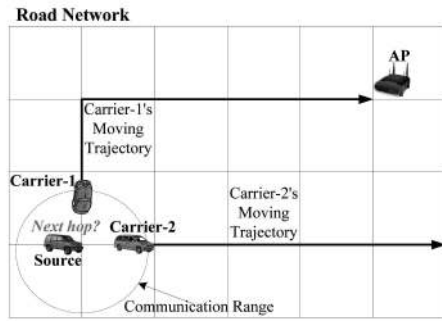 Road Network
AP
Carrier-1's
Moving
Trajectory
Carrier-1
Carrier-2's
Moving
Trajectory
Next hop?
Carrier-2
Source
Communication Range